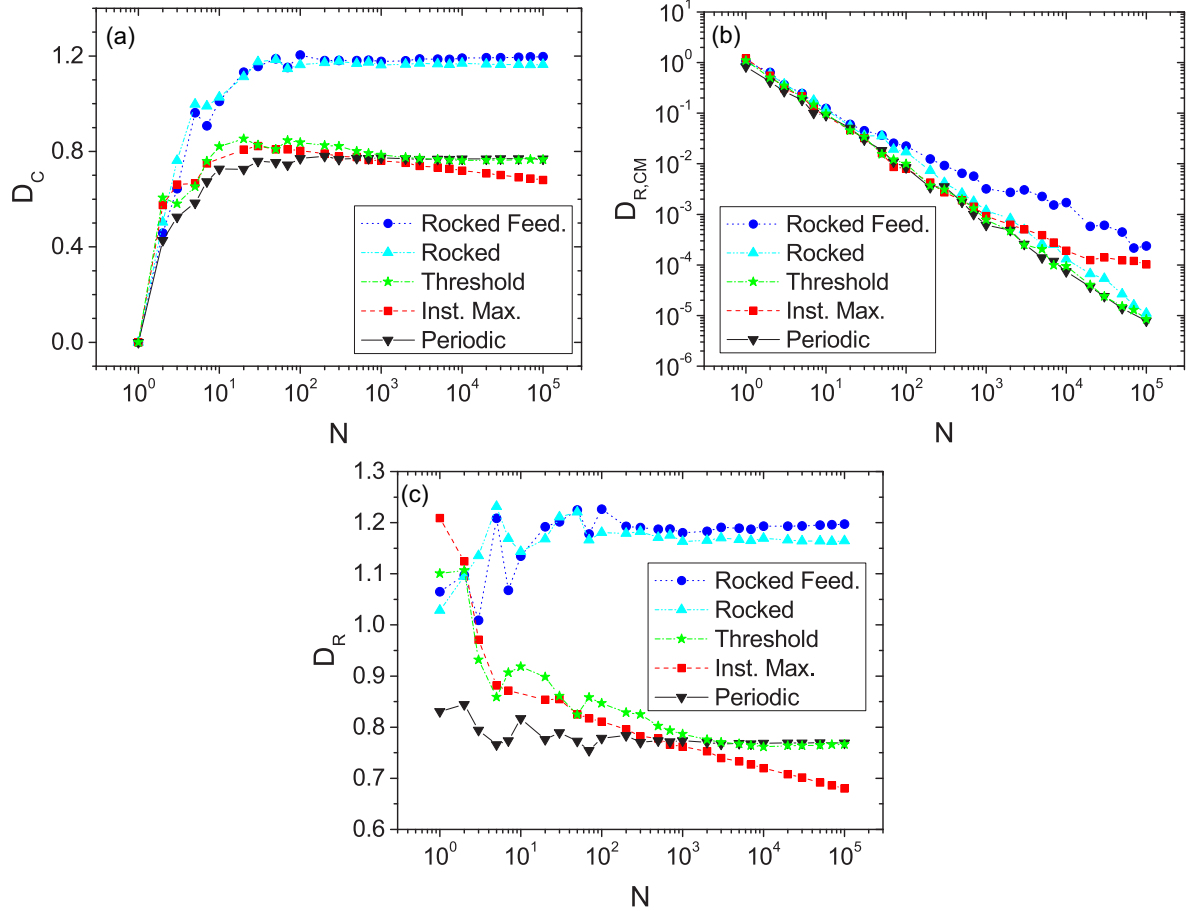 (a)
1.2
0.8
0.4
0.0
D_C
Rocked Feed.
Rocked
Threshold
Inst. Max.
Periodic
10^0 10^1 10^2 10^3 10^4 10^5
N
(b)
10^0
10^-1
10^-2
10^-3
10^-4
10^-5
10^-6
D_R,CM
Rocked Feed.
Rocked
Threshold
Inst. Max.
Periodic
10^0 10^1 10^2 10^3 10^4 10^5
N
(c)
1.3
1.2
1.1
1.0
0.9
0.8
0.7
0.6
D_R
Rocked Feed.
Rocked
Threshold
Inst. Max.
Periodic
10^0 10^1 10^2 10^3 10^4 10^5
N